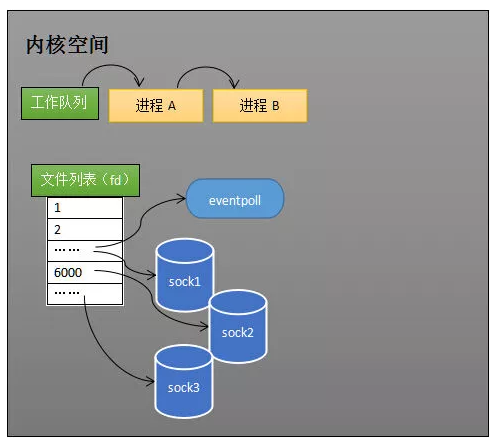 内核空间
工作队列
进程 A
进程 B
文件列表（fd）
1
2
……
6000
……
eventpoll
sock1
sock2
sock3